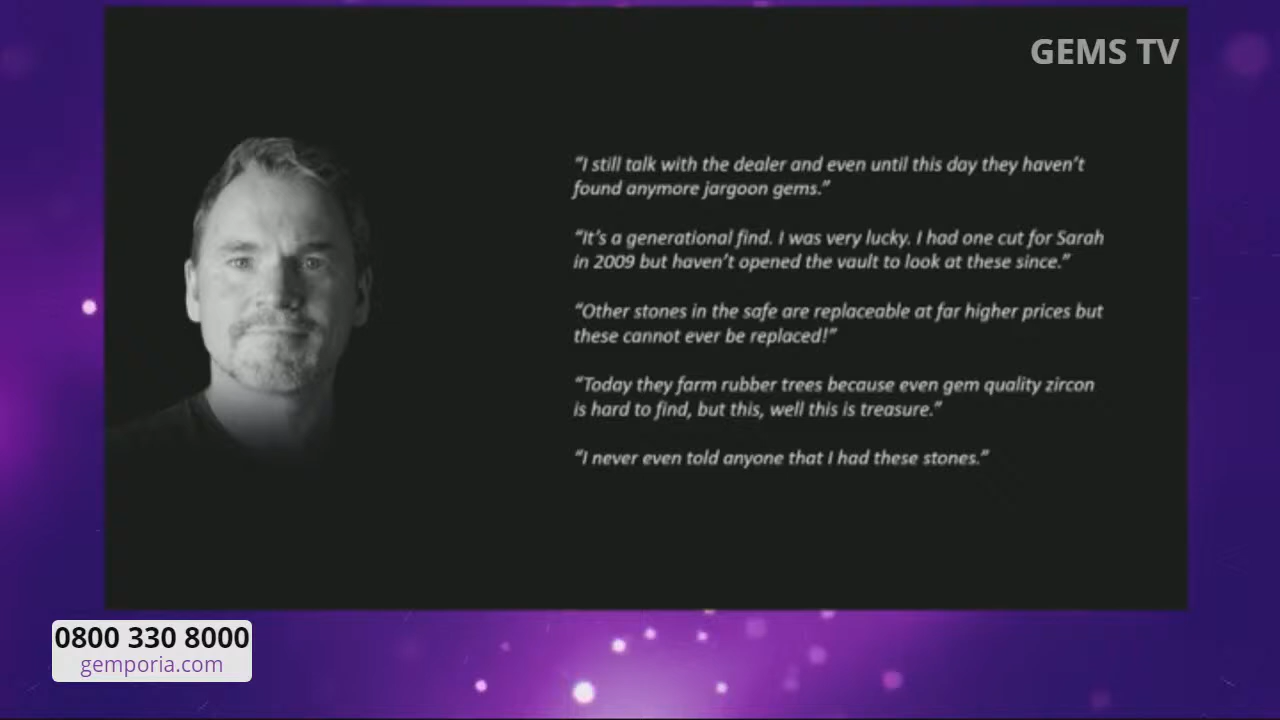 GEMS TV
“I still talk with the dealer and even until this day they haven’t
found anymore jargoon gems.”
“It’s a generational find. I was very lucky. I had one cut for Sarah
in 2009 but haven’t opened the vault to look at these since.”
“Other stones in the safe are replaceable at far higher prices but
these cannot ever be replaced!”
“Today they farm rubber trees because even gem quality zircon
is hard to find, but this, well this is treasure.”
“I never even told anyone that I had these stones.”
0800 330 8000
gemporia.com